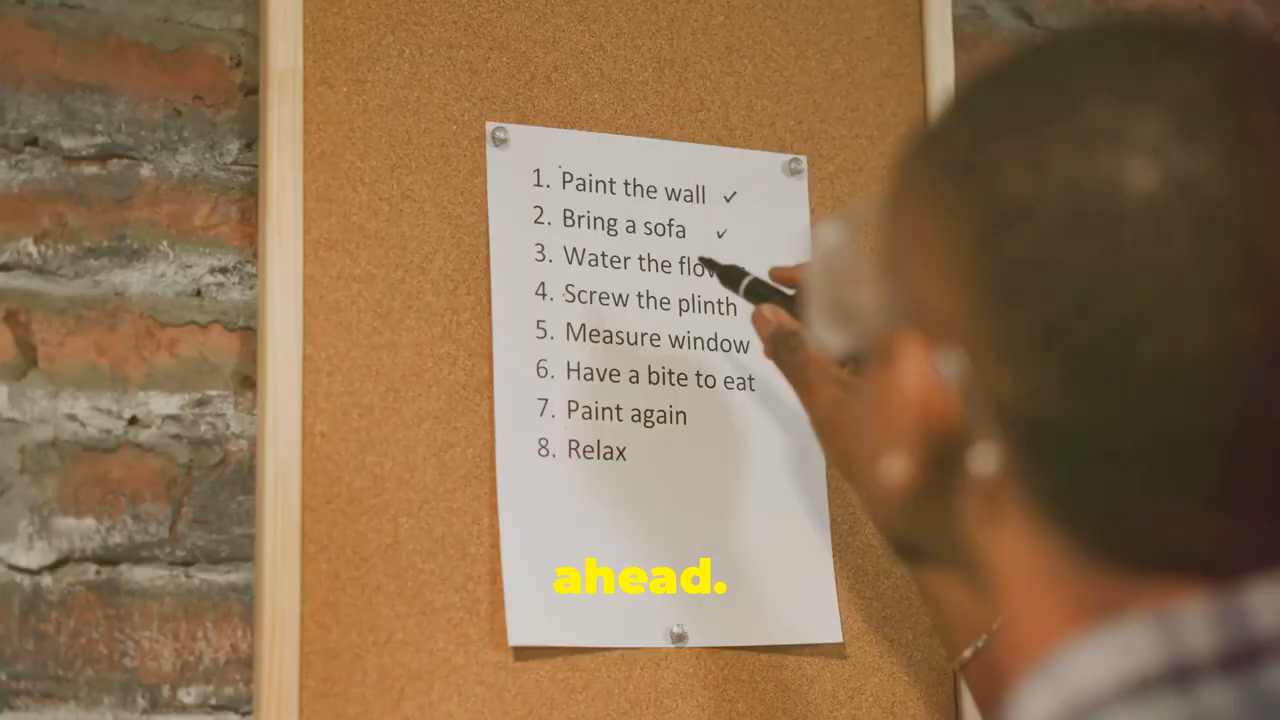 1. Paint the wall ✓
2. Bring a sofa ✓
3. Water the
4. Screw the plinth
5. Measure window
6. Have a bite to eat
7. Paint again
8. Relax
ahead.